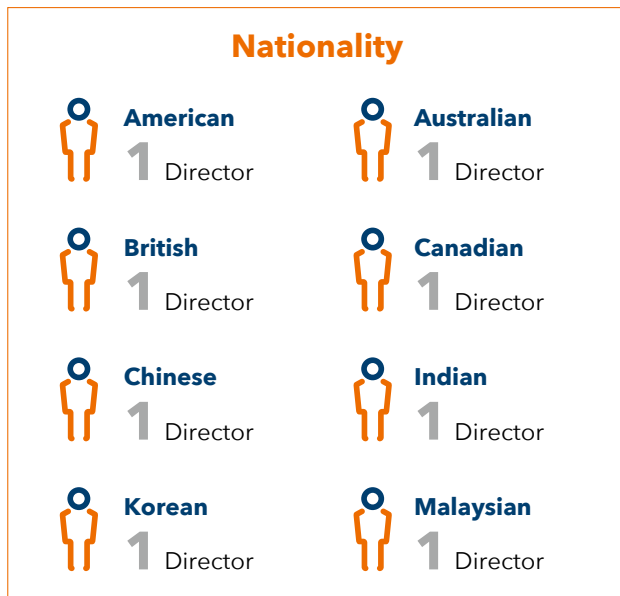 Nationality
American
1 Director
Australian
1 Director
British
1 Director
Canadian
1 Director
Chinese
1 Director
Indian
1 Director
Korean
1 Director
Malaysian
1 Director